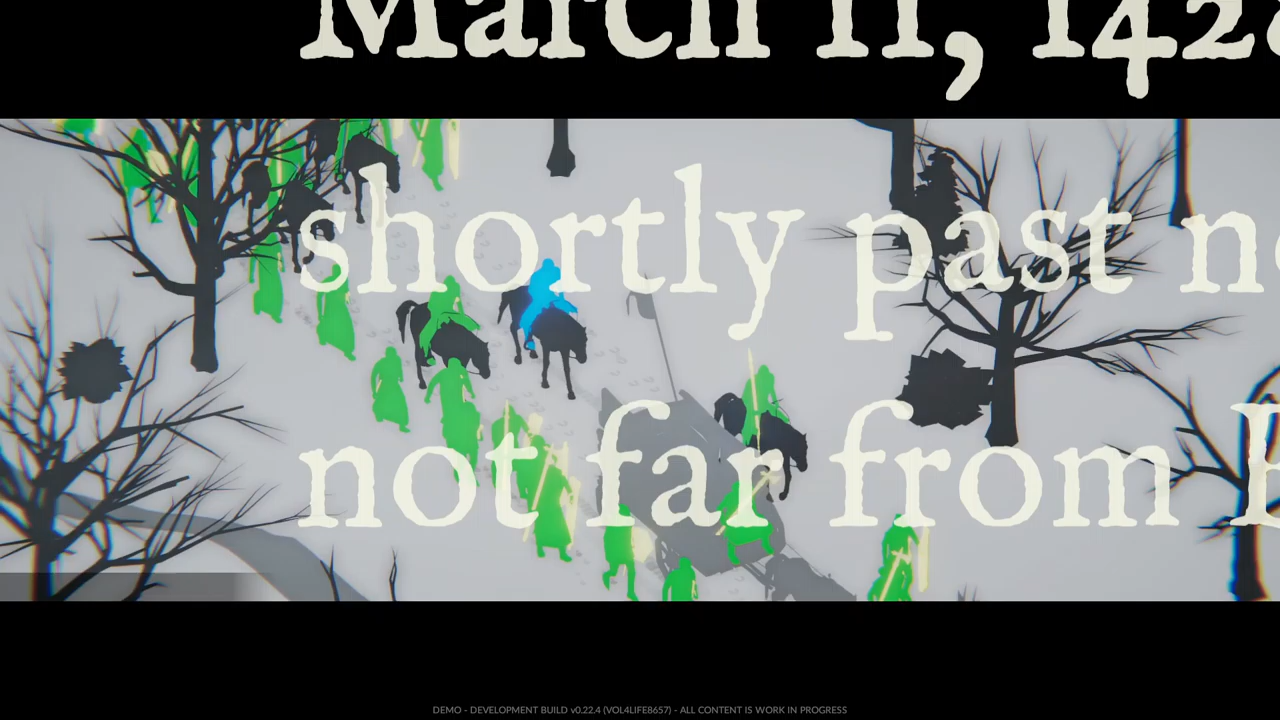 March 11, 1428
shortly past
not far from
DEMO - DEVELOPMENT BUILD v0.22.4 (VOL4LIFE8657) - ALL CONTENT IS WORK IN PROGRESS